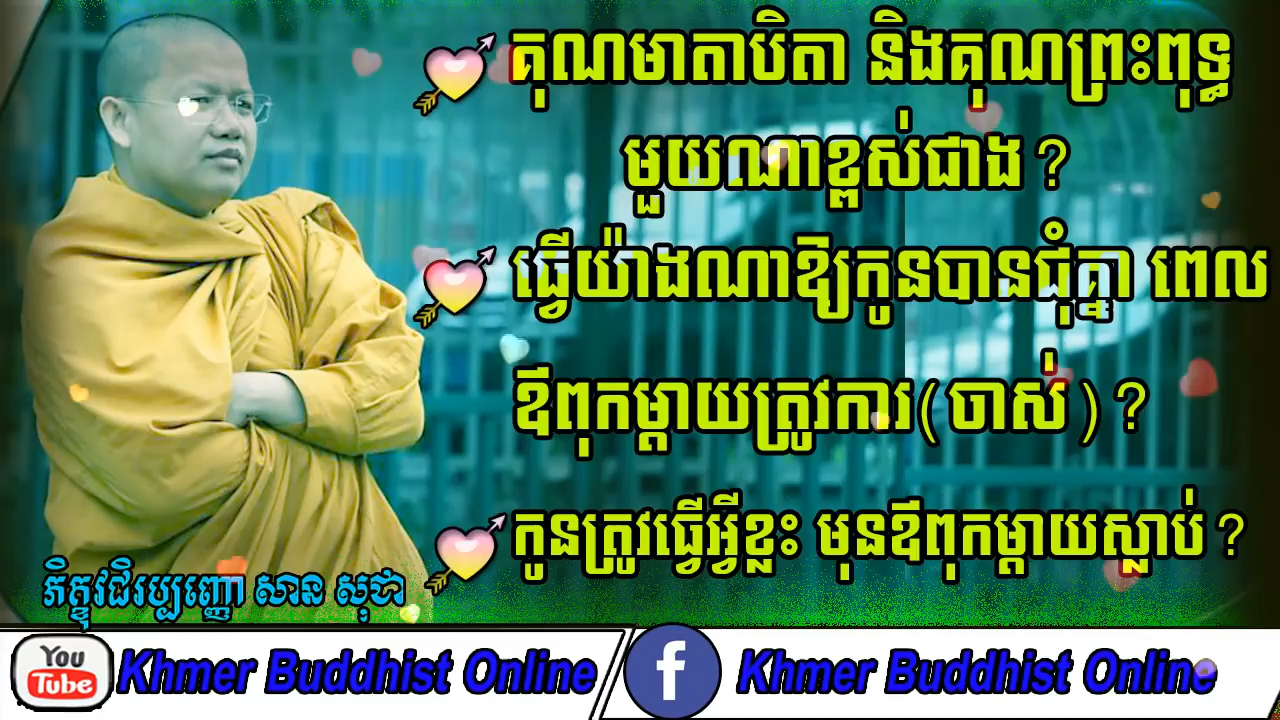 គុណមាតាបិតា និងគុណព្រះពុទ្ធ
មួយណាខ្ពស់ជាង ?
ធ្វើយ៉ាងណាឱ្យកូនបានជុំគ្នា ពេល
ឪពុកម្តាយត្រូវការ(ចាស់)?
កូនត្រូវធ្វើអ្វីខ្លះ មុនឪពុកម្តាយស្លាប់ ?
ភិក្ខុវជិរប្បញ្ញោ សាន សុជា
You Tube Khmer Buddhist Online f Khmer Buddhist Online